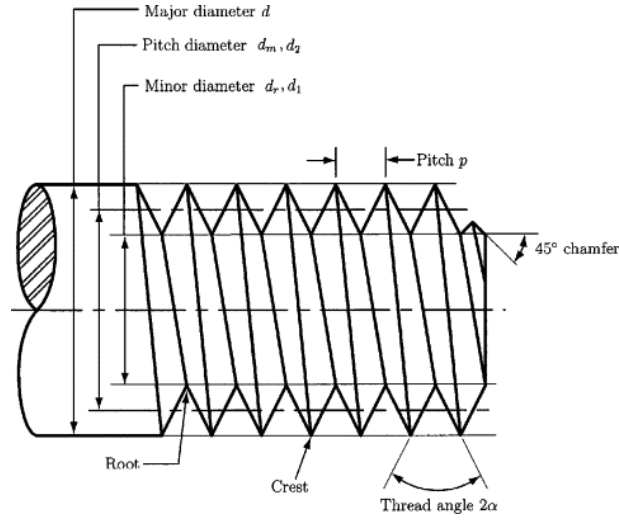 Major diameter d
Pitch diameter d_m, d_2
Minor diameter d_r, d_1
Pitch p
45° chamfer
Root
Crest
Thread angle 2α